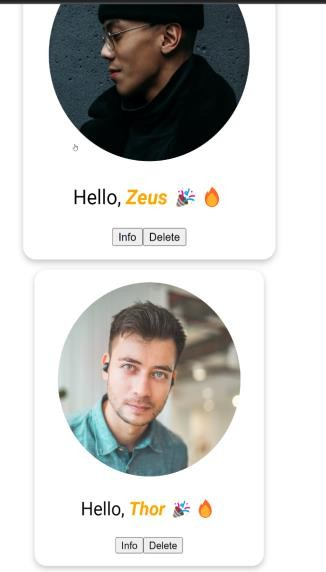 Hello, Zeus 🎉 🔥
Info Delete
Hello, Thor 🎉 🔥
Info Delete